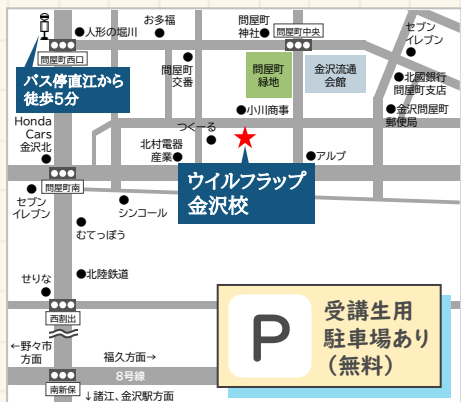 人形の堀川
お多福
問屋町
神社
問屋町中央
セブン
イレブン
問屋町西口
バス停直江から
徒歩5分
問屋町
交番
問屋町
緑地
金沢流通
会館
北國銀行
問屋町支店
小川商事
金沢問屋町
郵便局
Honda
Cars
金沢北
つくーる
北村電器
産業
アルプ
ウイルフラップ
金沢校
問屋町南
セブン
イレブン
シンコール
むてっぽう
せりな
北陸鉄道
西割出
P
受講生用
駐車場あり
(無料)
←野々市
方面
福久方面→
8号線
南新保
↓諸江、金沢駅方面